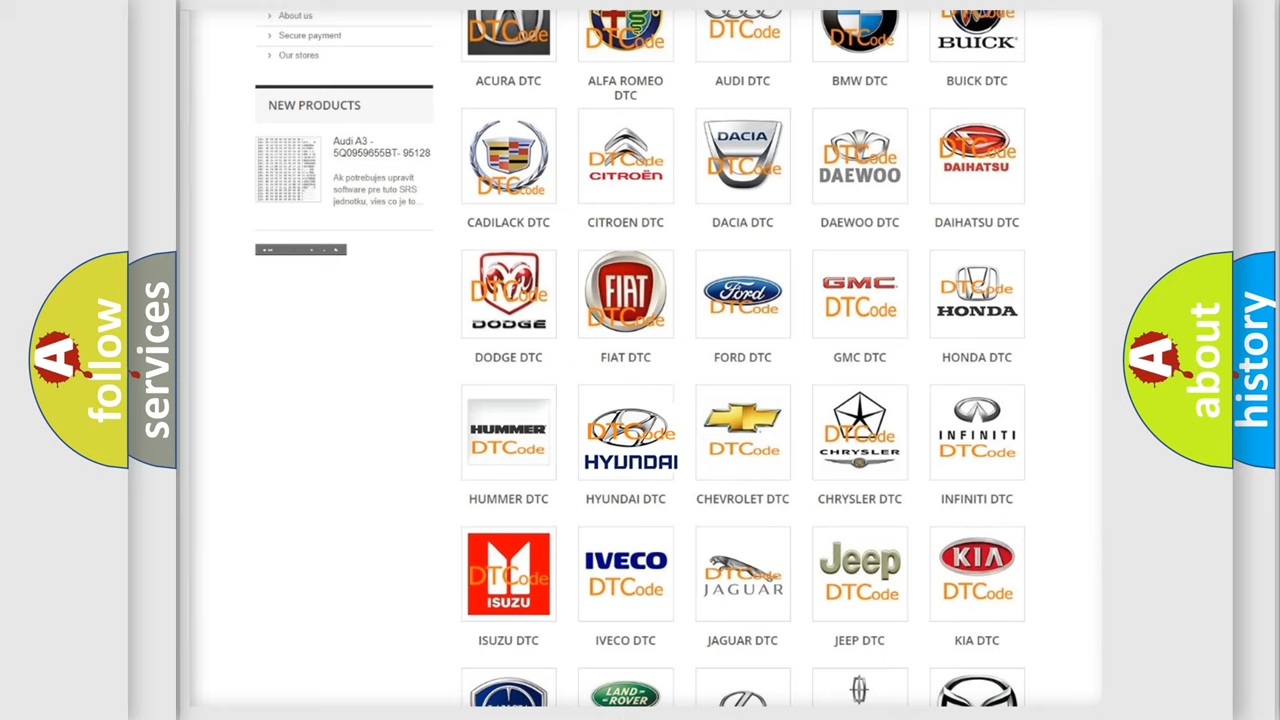 About us
Secure payment
Our stores
NEW PRODUCTS
Audi A3 -
5Q0959655BT- 95128
Ak potrebujes upravit
software pre tuto SRS
jednotku, vies co je to...
DTCode
DTCode
DTCode
DTCode
BUICK
ACURA DTC
ALFA ROMEO
DTC
AUDI DTC
BMW DTC
BUICK DTC
DTCode
DTCode
CITROËN
DACIA
DTCode
DTCode
DAEWOO
DTCode
DAIHATSU
CADILACK DTC
CITROEN DTC
DACIA DTC
DAEWOO DTC
DAIHATSU DTC
DTCode
DODGE
FIAT
DTCode
Ford
DTCode
GMC
DTCode
DTCode
HONDA
DODGE DTC
FIAT DTC
FORD DTC
GMC DTC
HONDA DTC
HUMMER
DTCode
DTCode
HYUNDAI
DTCode
DTCode
CHRYSLER
INFINITI
DTCode
HUMMER DTC
HYUNDAI DTC
CHEVROLET DTC
CHRYSLER DTC
INFINITI DTC
DTCode
ISUZU
IVECO
DTCode
DTCode
JAGUAR
Jeep
DTCode
KIA
DTCode
ISUZU DTC
IVECO DTC
JAGUAR DTC
JEEP DTC
KIA DTC
LAND-
ROVER
A
follow
services
A
about
history